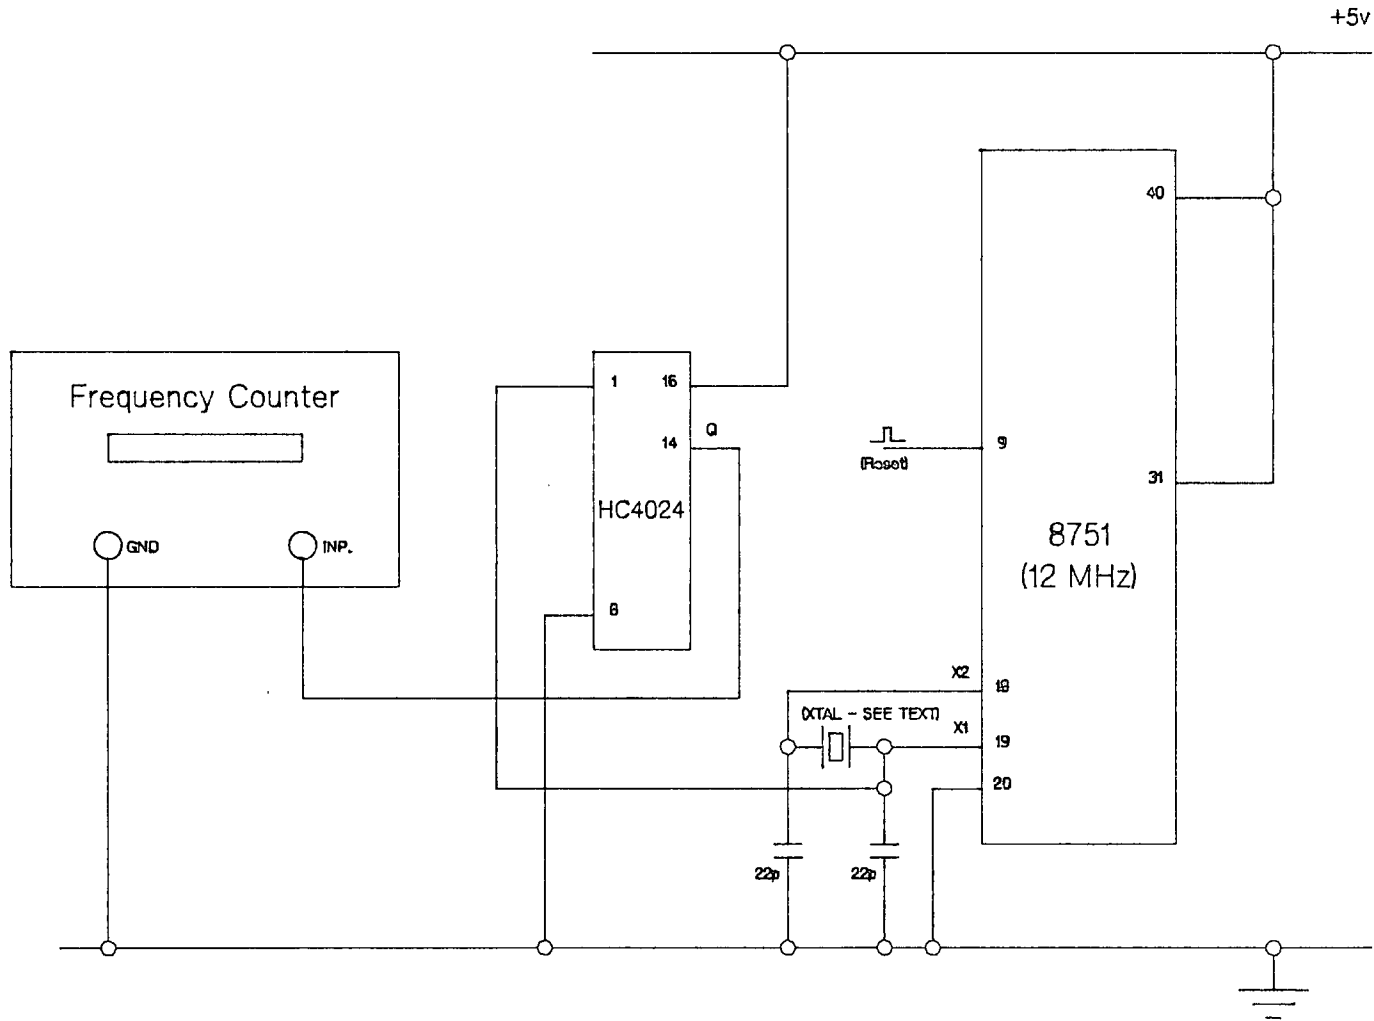 +5v
40
Frequency Counter
1 16
14 Q
9
(Reset)
31
HC4024
8751
(12 MHz)
GND INP.
8
X2
18
(XTAL - SEE TEXT)
X1
19
20
22p 22p